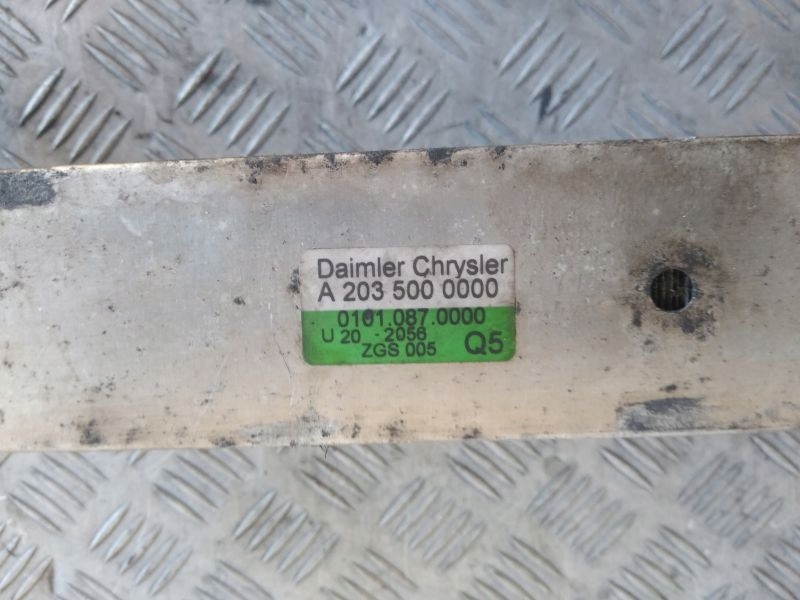 Daimler Chrysler
A 203 500 0000
0101.087.0000
U 20 - 2056
ZGS 005 Q5